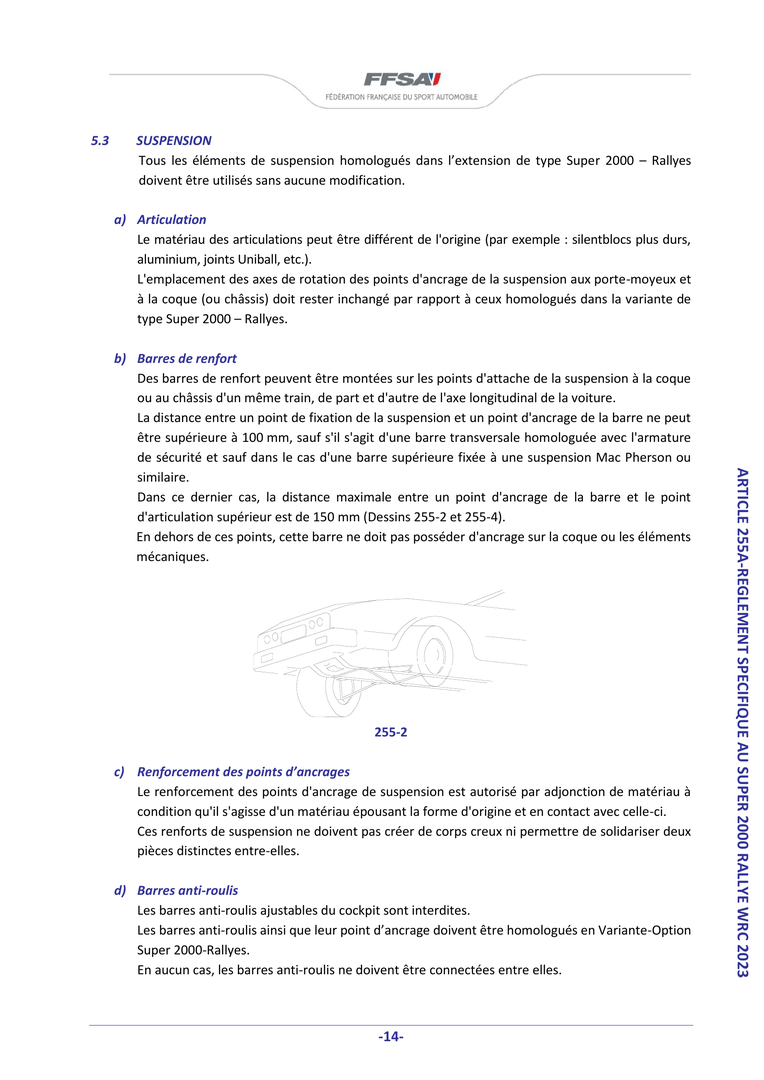 FFSA
FÉDÉRATION FRANÇAISE DU SPORT AUTOMOBILE
5.3 SUSPENSION
Tous les éléments de suspension homologués dans l’extension de type Super 2000 – Rallyes
doivent être utilisés sans aucune modification.
a) Articulation
Le matériau des articulations peut être différent de l'origine (par exemple : silentblocs plus durs,
aluminium, joints Uniball, etc.).
L'emplacement des axes de rotation des points d'ancrage de la suspension aux porte-moyeux et
à la coque (ou châssis) doit rester inchangé par rapport à ceux homologués dans la variante de
type Super 2000 – Rallyes.
b) Barres de renfort
Des barres de renfort peuvent être montées sur les points d'attache de la suspension à la coque
ou au châssis d'un même train, de part et d'autre de l'axe longitudinal de la voiture.
La distance entre un point de fixation de la suspension et un point d'ancrage de la barre ne peut
être supérieure à 100 mm, sauf s'il s'agit d'une barre transversale homologuée avec l'armature
de sécurité et sauf dans le cas d'une barre supérieure fixée à une suspension Mac Pherson ou
similaire.
Dans ce dernier cas, la distance maximale entre un point d'ancrage de la barre et le point
d'articulation supérieur est de 150 mm (Dessins 255-2 et 255-4).
En dehors de ces points, cette barre ne doit pas posséder d'ancrage sur la coque ou les éléments
mécaniques.
255-2
c) Renforcement des points d’ancrages
Le renforcement des points d'ancrage de suspension est autorisé par adjonction de matériau à
condition qu'il s'agisse d'un matériau épousant la forme d'origine et en contact avec celle-ci.
Ces renforts de suspension ne doivent pas créer de corps creux ni permettre de solidariser deux
pièces distinctes entre-elles.
d) Barres anti-roulis
Les barres anti-roulis ajustables du cockpit sont interdites.
Les barres anti-roulis ainsi que leur point d’ancrage doivent être homologués en Variante-Option
Super 2000-Rallyes.
En aucun cas, les barres anti-roulis ne doivent être connectées entre elles.
ARTICLE 255A-REGLEMENT SPECIFIQUE AU SUPER 2000 RALLYE WRC 2023
-14-